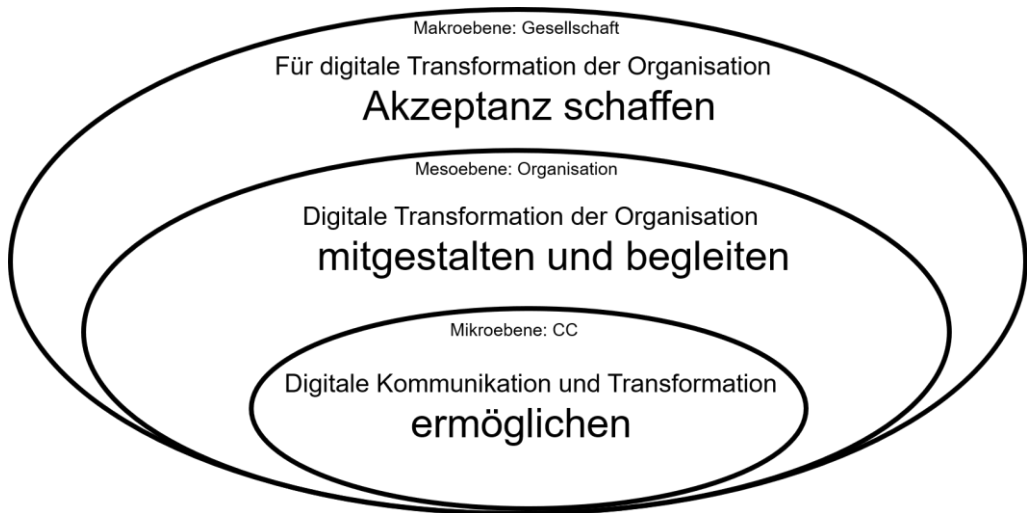 Makroebene: Gesellschaft
Für digitale Transformation der Organisation
Akzeptanz schaffen
Mesoebene: Organisation
Digitale Transformation der Organisation
mitgestalten und begleiten
Mikroebene: CC
Digitale Kommunikation und Transformation
ermöglichen